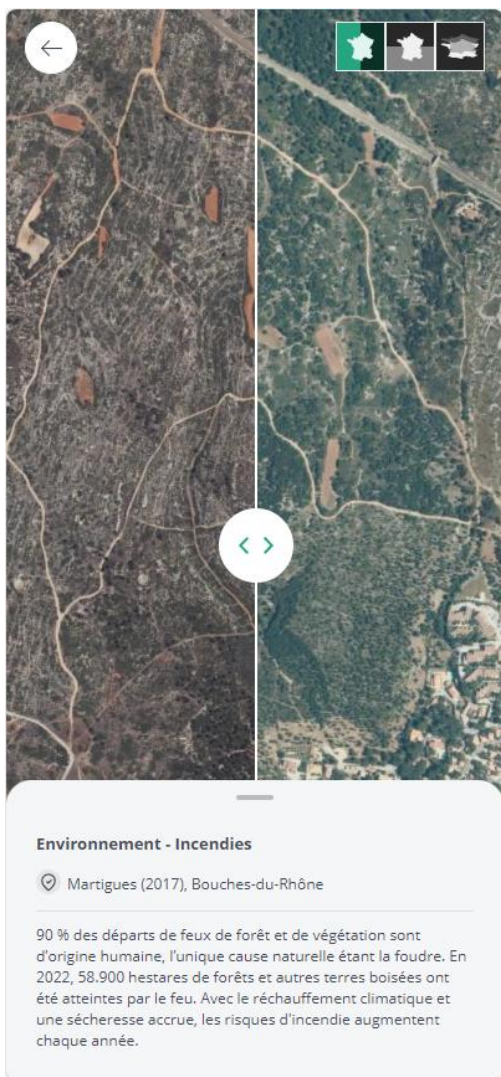 Environnement - Incendies
Martigues (2017), Bouches-du-Rhône
90 % des départs de feux de forêt et de végétation sont
d'origine humaine, l'unique cause naturelle étant la foudre. En
2022, 58.900 hestares de forêts et autres terres boisées ont
été atteintes par le feu. Avec le réchauffement climatique et
une sécheresse accrue, les risques d'incendie augmentent
chaque année.